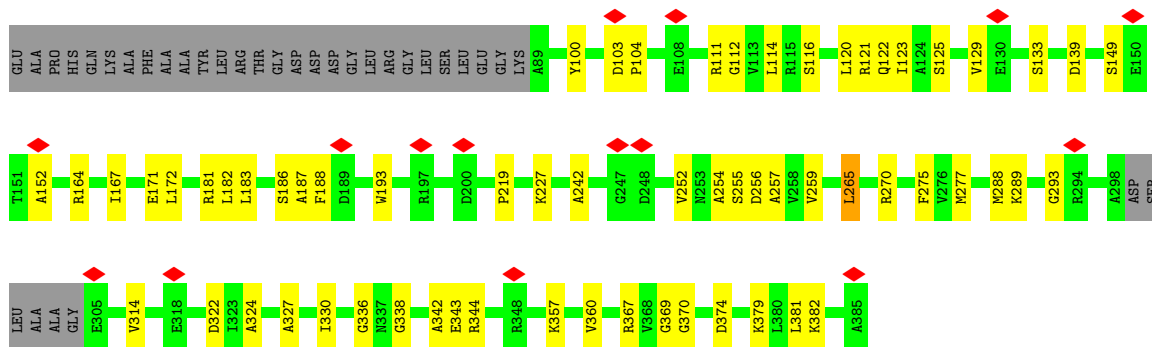 GLU ALA PRO HIS GLN LYS ALA PHE ALA ALA TYR LEU ARG THR GLY ASP ASP ASP GLY LEU ARG GLY LEU SER LEU GLU GLY LYS A89 Y100 D103 P104 E108 R111 G112 V113 L114 R115 S116 L120 R121 Q122 I123 A124 S125 V129 E130 S133 D139 S149 E150
T151 A152 R164 I167 E171 L172 R181 L182 L183 S186 A187 F188 D189 W193 R197 D200 P219 K227 A242 G247 D248 V252 N253 A254 S255 D256 A257 V258 V259 L265 R270 F275 V276 M277 M288 K289 G293 R294 A298 ASP SER
LEU ALA ALA GLY E305 V314 E318 D322 I323 A324 A327 I330 G336 N337 G338 A342 E343 R344 R348 K357 V360 R367 V368 G369 G370 D374 K379 L380 L381 K382 A385